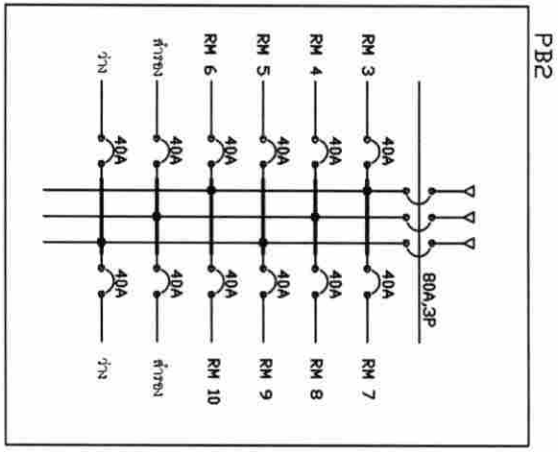 PB2
80A,3P
RM 3 40A 40A RM 7
RM 4 40A 40A RM 8
RM 5 40A 40A RM 9
RM 6 40A 40A RM 10
สำรอง 40A 40A สำรอง
ว่าง 40A 40A ว่าง